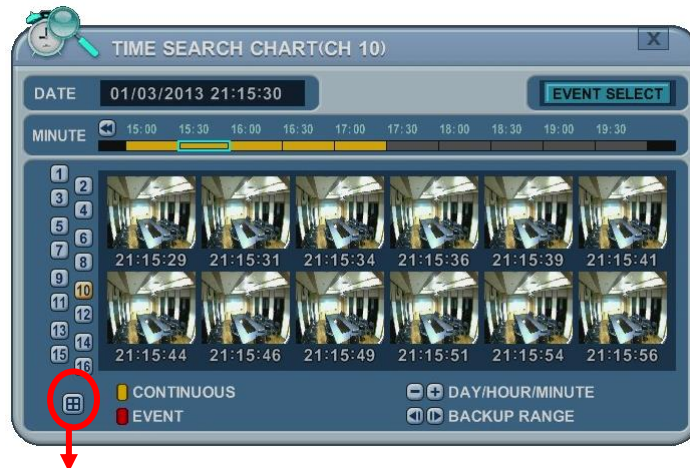 TIME SEARCH CHART(CH 10)
X
DATE 01/03/2013 21:15:30 EVENT SELECT
MINUTE 15:00 15:30 16:00 16:30 17:00 17:30 18:00 18:30 19:00 19:30
1
2
3
4
5
6
7
8
9
10
11
12
13
14
15
16
21:15:29 21:15:31 21:15:34 21:15:36 21:15:39 21:15:41
21:15:44 21:15:46 21:15:49 21:15:51 21:15:54 21:15:56
CONTINUOUS
DAY/HOUR/MINUTE
EVENT
BACKUP RANGE